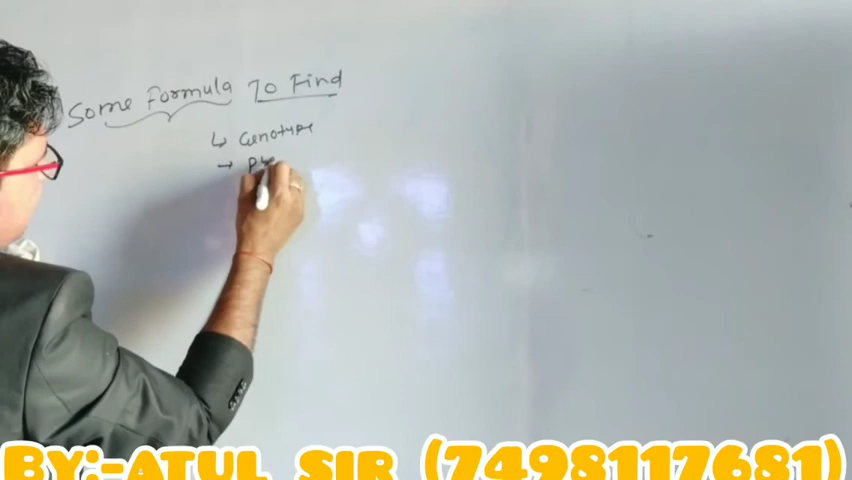 Some Formula To Find
↳ Genotype
→ Ph
By:-ATUL SIR (7498117681)